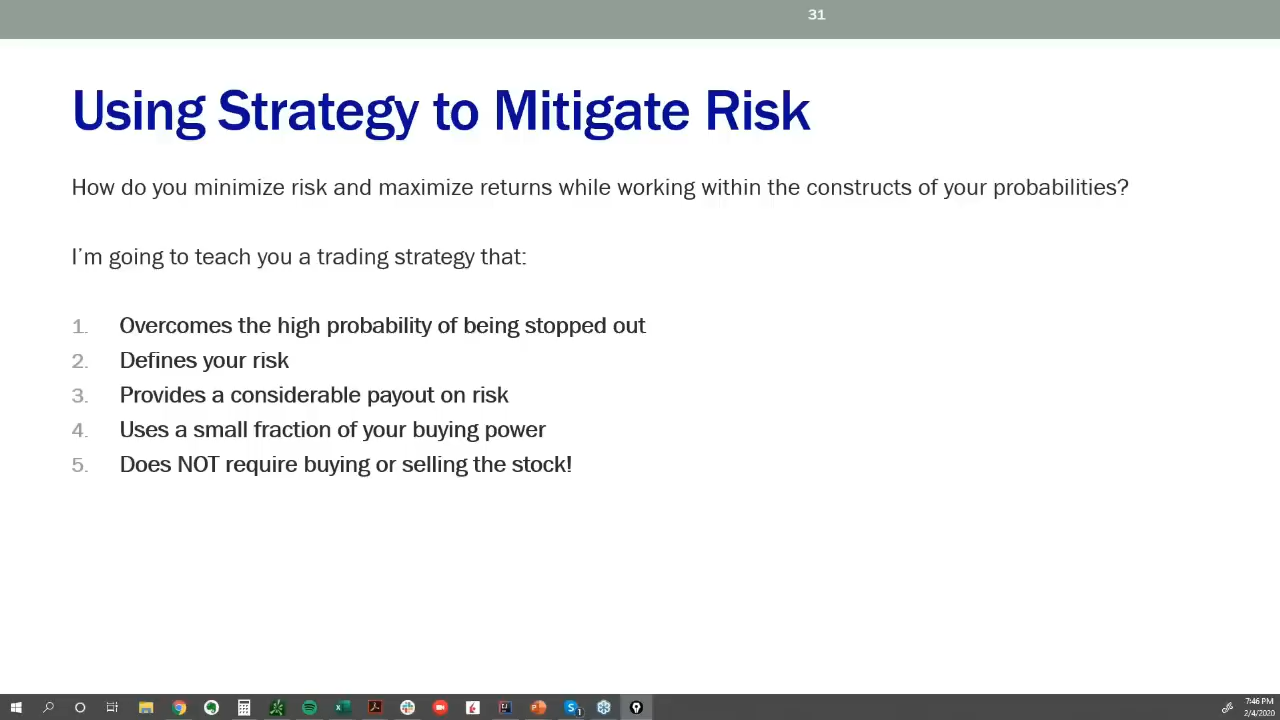 31
Using Strategy to Mitigate Risk
How do you minimize risk and maximize returns while working within the constructs of your probabilities?
I'm going to teach you a trading strategy that:
1. Overcomes the high probability of being stopped out
2. Defines your risk
3. Provides a considerable payout on risk
4. Uses a small fraction of your buying power
5. Does NOT require buying or selling the stock!
7:46 PM
2/4/2020